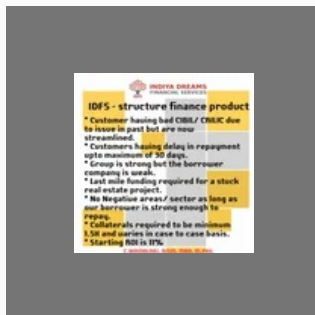 INDIYA DREAMS
FINANCIAL SERVICES
IDFS - structure finance product
* Customer having bad CIBIL/ CRILIC due
to issue in past but are now
streamlined.
* Customers having delay in repayment
upto maximum of 90 days.
* Group is strong but the borrower
company is weak.
* Last mile funding required for a stuck
real estate project.
* No Negative areas/ sector as long as
our borrower is strong enough to
repay.
* Collaterals required to be minimum
1.5X and varies in case to case basis.
* Starting ROI is 11%